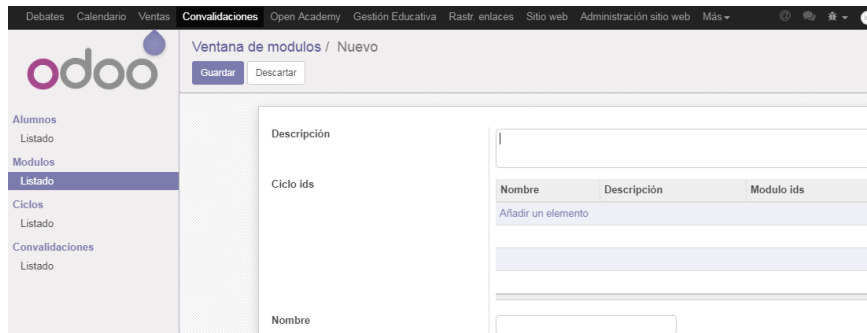 Debates Calendario Ventas Convalidaciones Open Academy Gestión Educativa Rastr. enlaces Sitio web Administración sitio web Más
odoo
Ventana de modulos / Nuevo
Guardar Descartar
Alumnos
Listado
Modulos
Listado
Ciclos
Listado
Convalidaciones
Listado
Descripción
Ciclo ids
Nombre Descripción Modulo ids
Añadir un elemento
Nombre